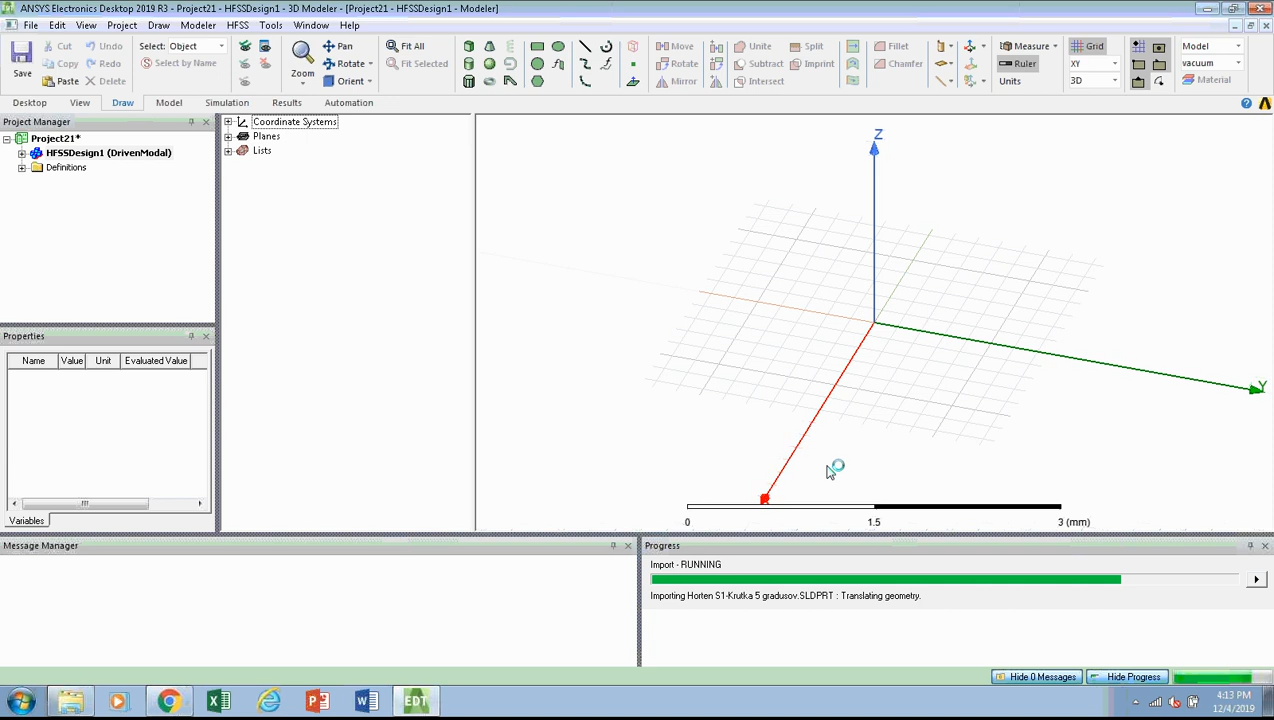 ANSYS Electronics Desktop 2019 R3 - Project21 - HFSSDesign1 - 3D Modeler - [Project21 - HFSSDesign1 - Modeler]
File Edit View Project Draw Modeler HFSS Tools Window Help
Save
Cut
Copy
Paste
Undo
Redo
Delete
Select: Object
Select by Name
Zoom
Pan
Rotate
Orient
Fit All
Fit Selected
Move
Rotate
Mirror
Unite
Subtract
Intersect
Split
Imprint
Fillet
Chamfer
Measure
Ruler
Units
Grid
XY
3D
Model
vacuum
Material
Desktop View Draw Model Simulation Results Automation
Project Manager
Project21*
HFSSDesign1 (DrivenModal)
Definitions
Coordinate Systems
Planes
Lists
Z
Y
0 1.5 3 (mm)
Properties
Name Value Unit Evaluated Value
Variables
Message Manager
Progress
Import - RUNNING
Importing Horten S1-Krutka 5 gradusov.SLDPRT : Translating geometry.
Hide 0 Messages Hide Progress
EDT
4:13 PM
12/4/2019